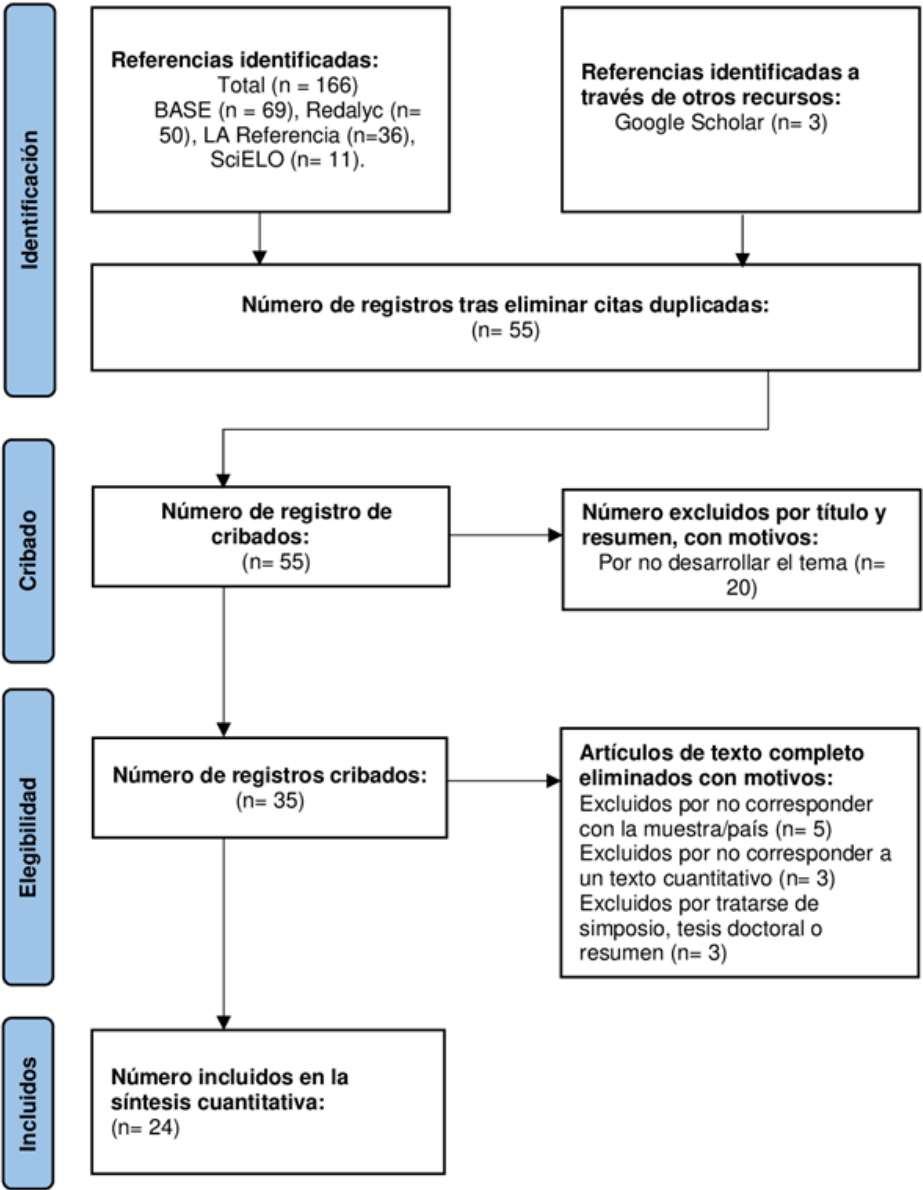 Identificación
Referencias identificadas:
Total (n = 166)
BASE (n = 69), Redalyc (n=
50), LA Referencia (n=36),
SciELO (n= 11).
Referencias identificadas a
través de otros recursos:
Google Scholar (n= 3)
Número de registros tras eliminar citas duplicadas:
(n= 55)
Cribado
Número de registro de
cribados:
(n= 55)
Número excluidos por título y
resumen, con motivos:
Por no desarrollar el tema (n=
20)
Elegibilidad
Número de registros cribados:
(n= 35)
Artículos de texto completo
eliminados con motivos:
Excluidos por no corresponder
con la muestra/país (n= 5)
Excluidos por no corresponder a
un texto cuantitativo (n= 3)
Excluidos por tratarse de
simposio, tesis doctoral o
resumen (n= 3)
Incluidos
Número incluidos en la
síntesis cuantitativa:
(n= 24)